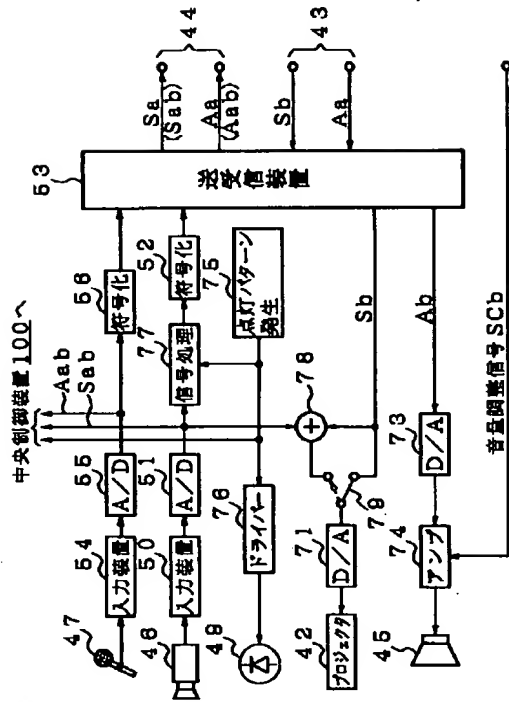 中央制御装置100へ
Aab
Sab
47
54
入力装置
55
A/D
56
符号化
53
送受信装置
Sa
(Sab)
Aa
(Aab)
44
46
50
入力装置
51
A/D
77
信号処理
52
符号化
75
点灯パターン
発生
Sb
Aa
43
49
76
ドライバー
78
+
Sb
42
プロジェクタ
71
D/A
79
Ab
45
74
アンプ
73
D/A
音量調整信号SCb